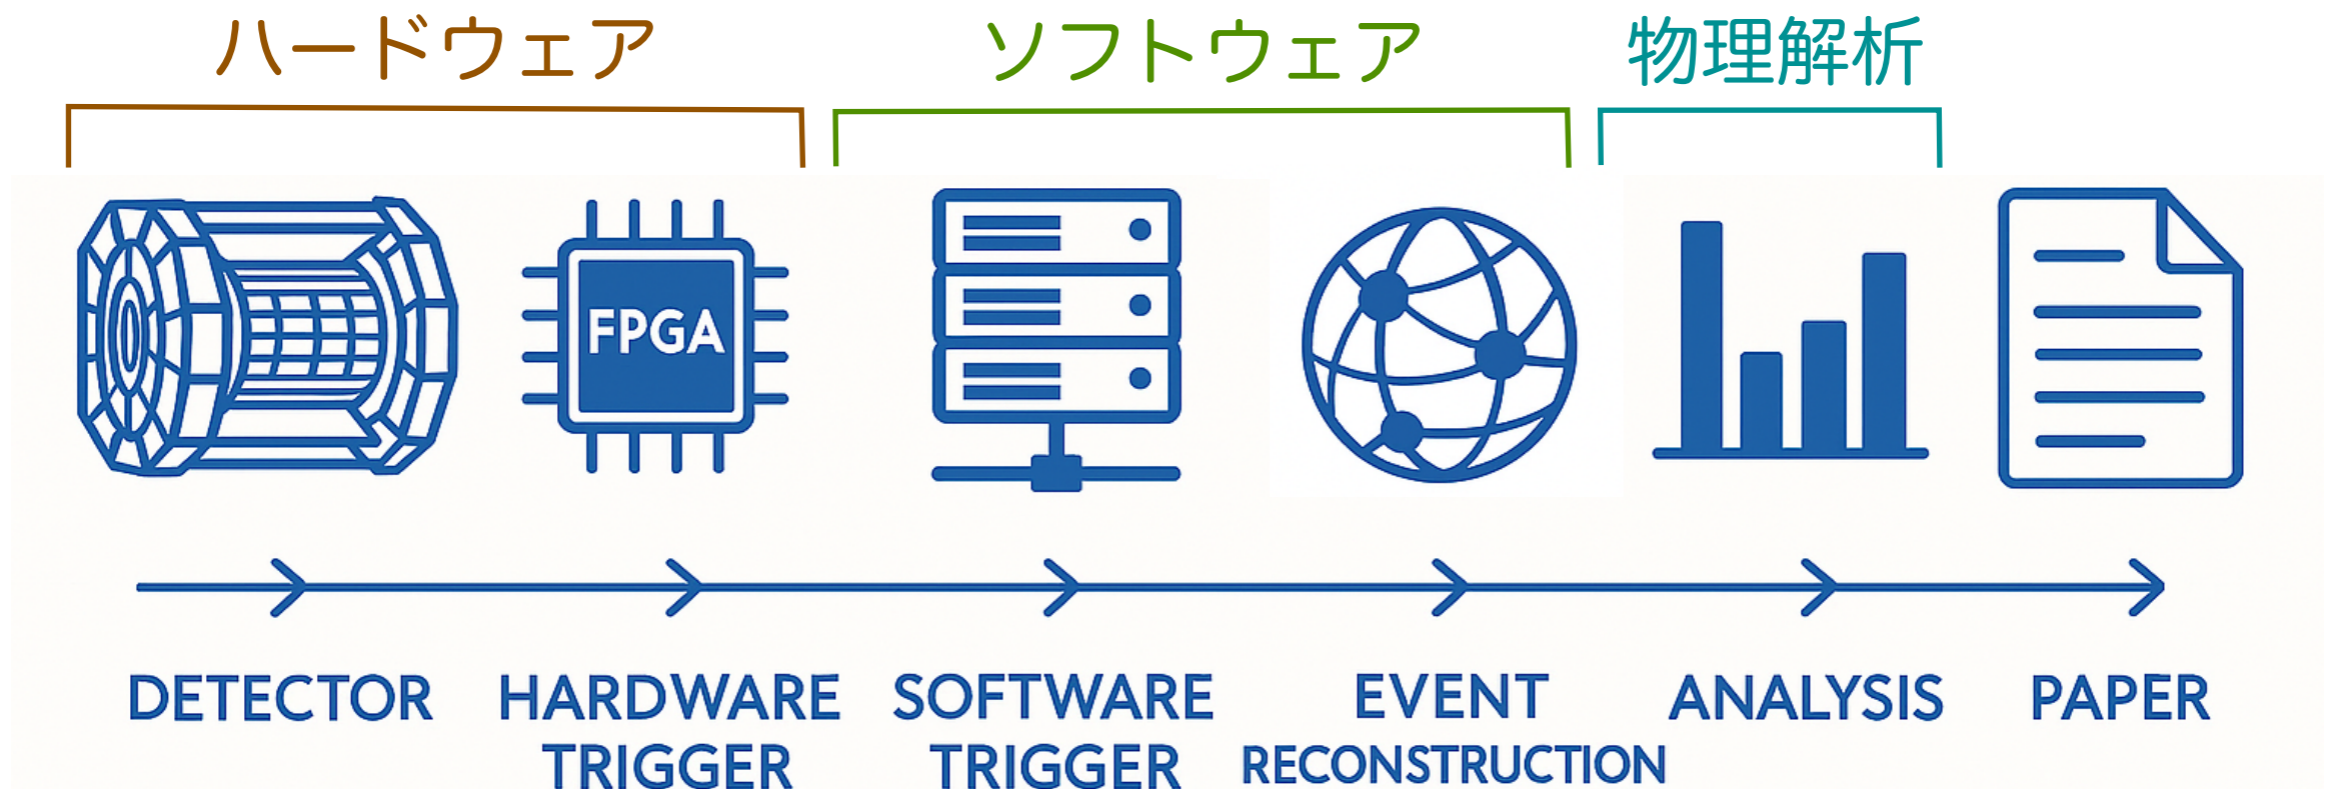 ハードウェア
ソフトウェア
物理解析
FPGA
DETECTOR
HARDWARE
TRIGGER
SOFTWARE
TRIGGER
EVENT
RECONSTRUCTION
ANALYSIS
PAPER